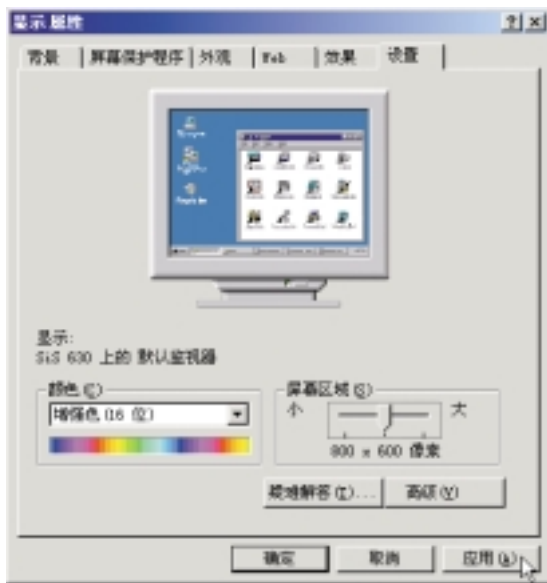 显示 属性
背景 屏幕保护程序 外观 Web 效果 设置
显示:
SiS 630 上的 默认监视器
颜色(C)
增强色(16 位)
屏幕区域(S)
小 大
800 x 600 像素
疑难解答(T)... 高级(V)
确定 取消 应用(A)